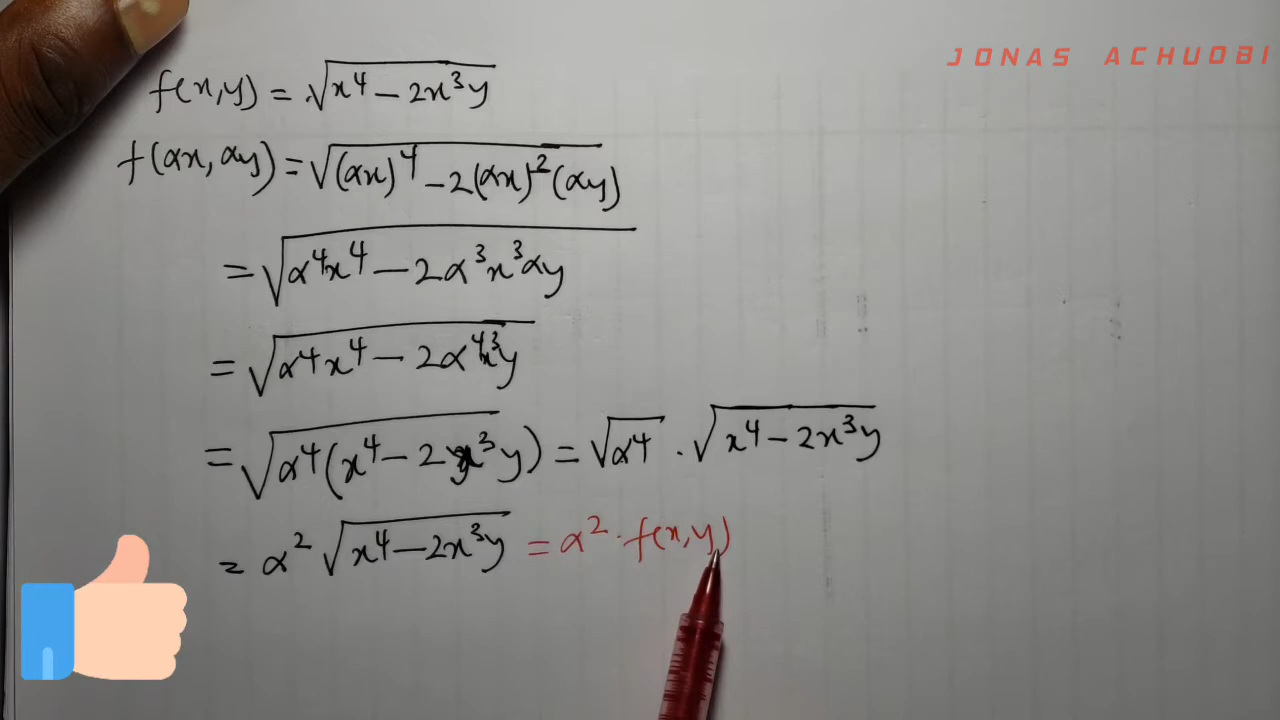 JONAS ACHUOBI
f(x,y) = √(x⁴ − 2x³y)
f(αx, αy) = √((αx)⁴ − 2(αx)²(αy))
= √(α⁴x⁴ − 2α³x³αy)
= √(α⁴x⁴ − 2α⁴x³y)
= √(α⁴(x⁴ − 2x³y)) = √α⁴ · √(x⁴ − 2x³y)
= α² √(x⁴ − 2x³y) = α² · f(x,y)